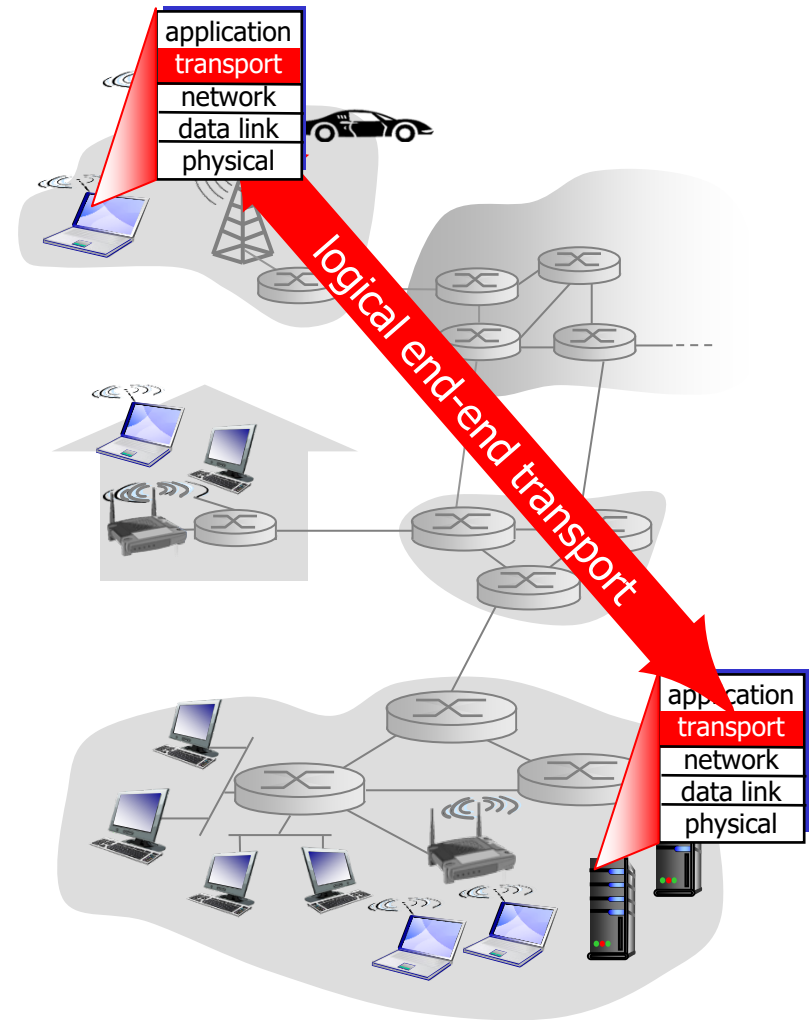 application
transport
network
data link
physical
logical end-end transport
application
transport
network
data link
physical